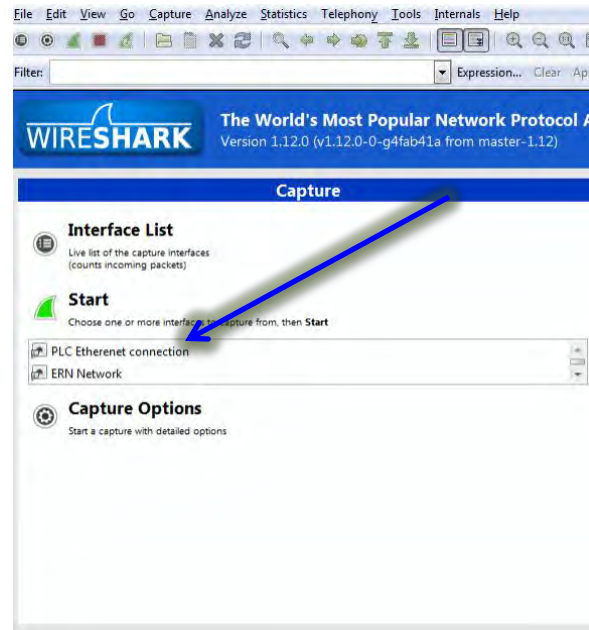 File Edit View Go Capture Analyze Statistics Telephony Tools Internals Help
Filter: Expression... Clear
WIRESHARK
The World's Most Popular Network Protocol
Version 1.12.0 (v1.12.0-0-g4fab41a from master-1.12)
Capture
Interface List
Live list of the capture interfaces
(counts incoming packets)
Start
Choose one or more interfaces to capture from, then Start
PLC Etherenet connection
ERN Network
Capture Options
Start a capture with detailed options